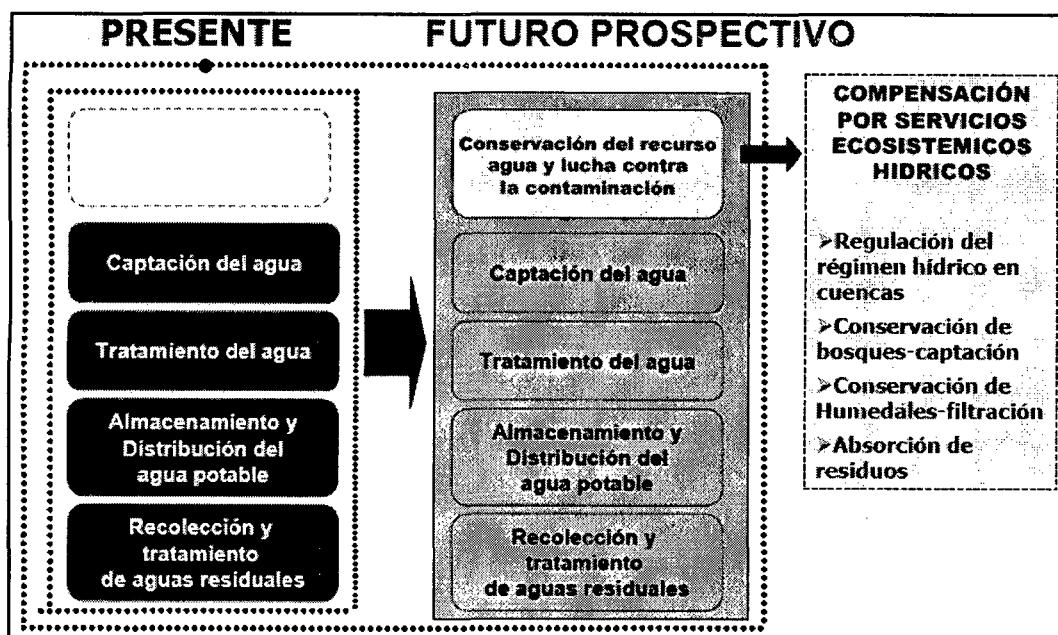 PRESENTE
FUTURO PROSPECTIVO
Captación del agua
Tratamiento del agua
Almacenamiento y
Distribución del
agua potable
Recolección y
tratamiento
de aguas residuales
Conservación del recurso
agua y lucha contra
la contaminación
Captación del agua
Tratamiento del agua
Almacenamiento y
Distribución del
agua potable
Recolección y
tratamiento
de aguas residuales
COMPENSACIÓN
POR SERVICIOS
ECOSISTEMICOS
HIDRICOS
➢Regulación del
régimen hídrico en
cuencas
➢Conservación de
bosques-captación
➢Conservación de
Humedales-filtración
➢Absorción de
residuos